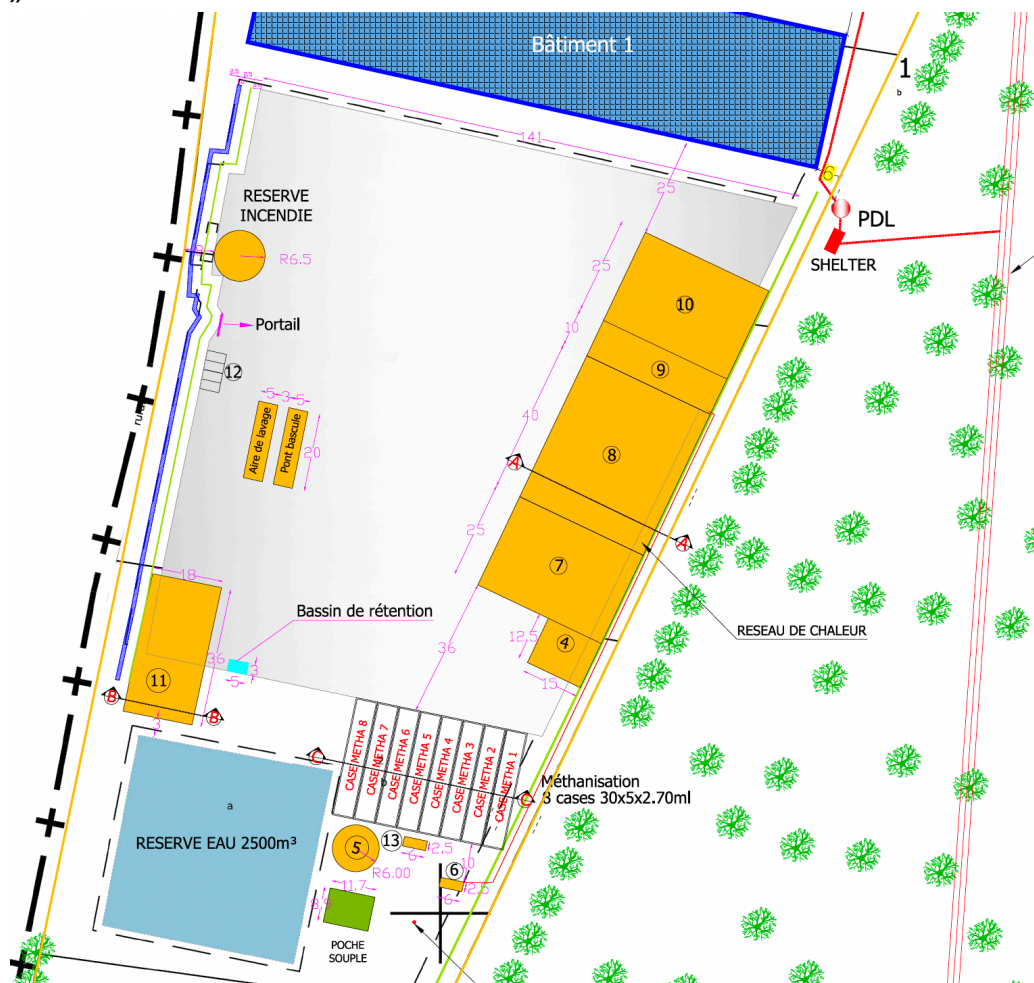 Bâtiment 1
1
b
25
25
141
6
25
PDL
SHELTER
RESERVE
INCENDIE
R6.5
Portail
25
10
40
25
36
10
9
8
7
4
12
5
3
5
Aire de lavage
Pont bascule
20
18
36
Bassin de rétention
5
3
11
3
A
A
B
B
C
C
RESEAU DE CHALEUR
12,5
15
CASE METHA 8
CASE METHA 7
CASE METHA 6
CASE METHA 5
CASE METHA 4
CASE METHA 3
CASE METHA 2
CASE METHA 1
Méthanisation
8 cases 30x5x2.70ml
a
RESERVE EAU 2500m³
5
R6.00
13
2.5
6
10
6
2,5
6
11.7
POCHE
SOUPLE